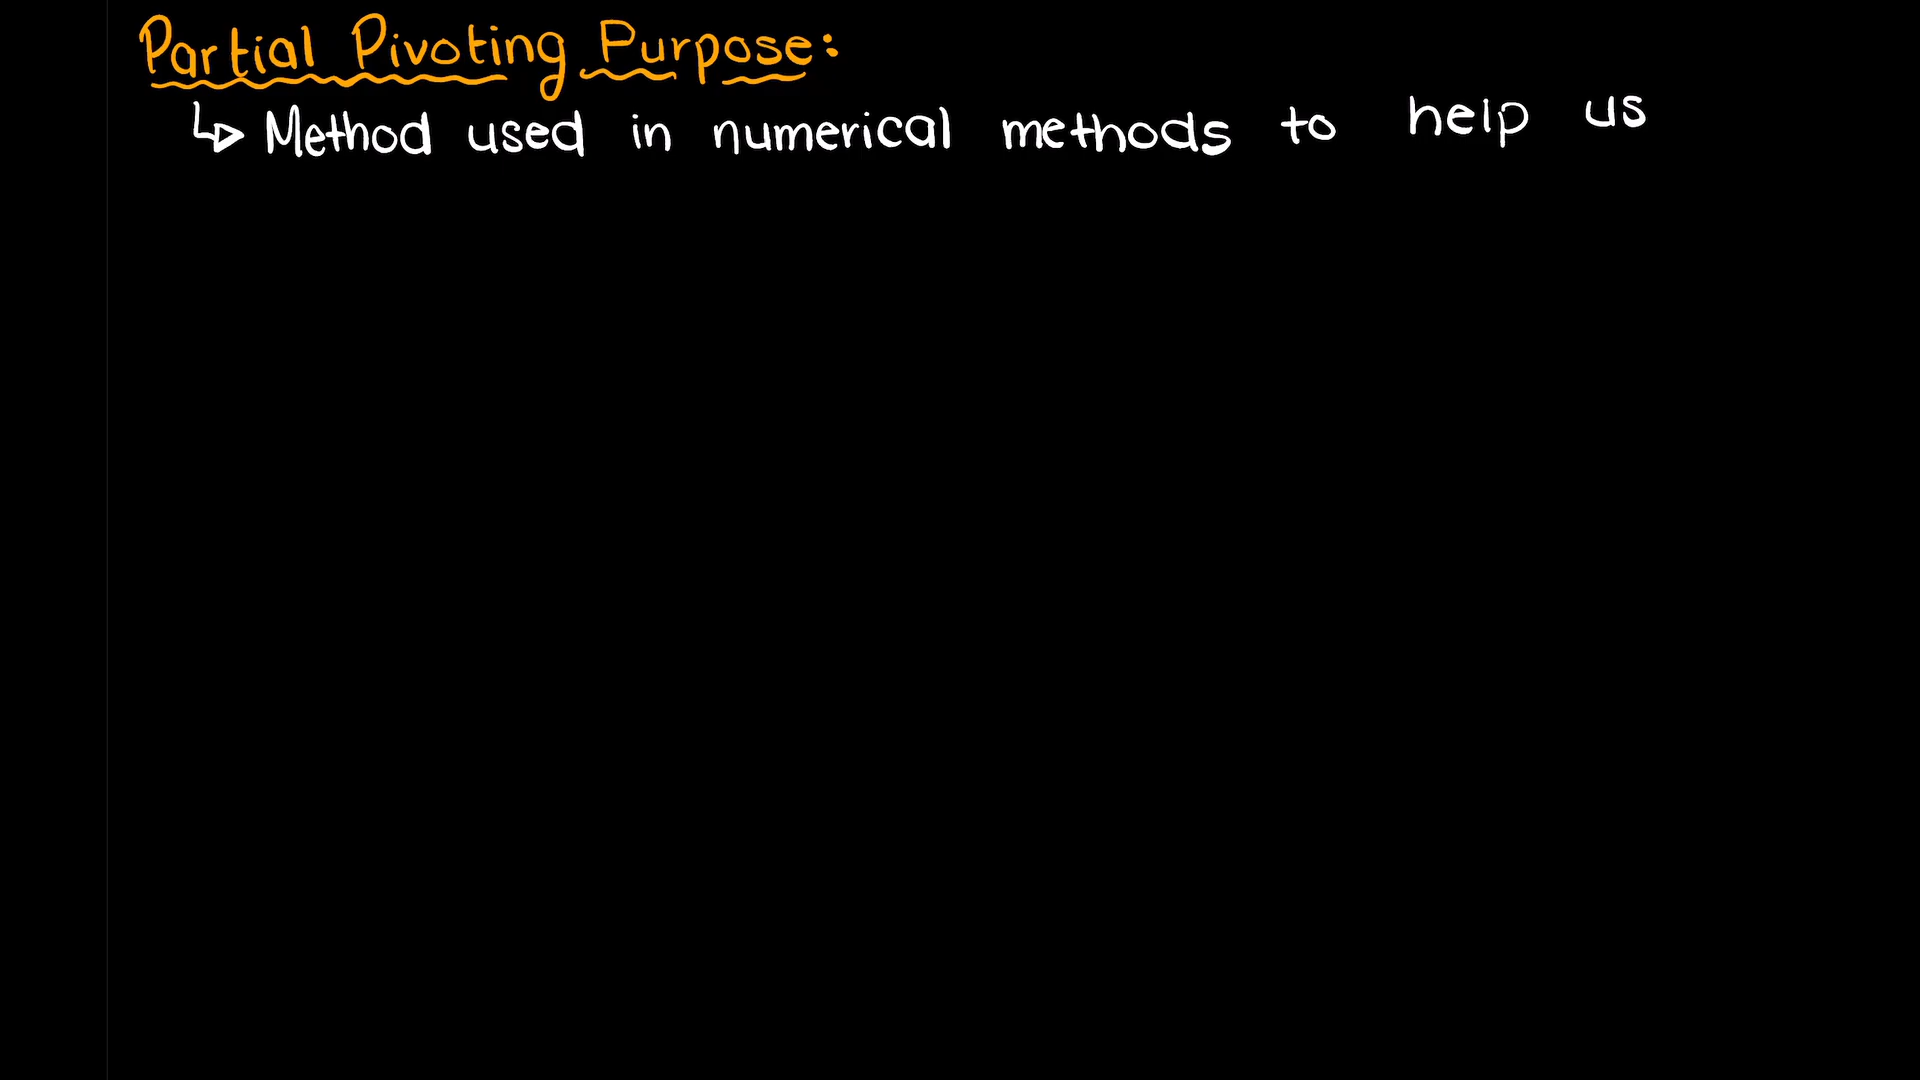 Partial Pivoting Purpose:
Method used in numerical methods to help us